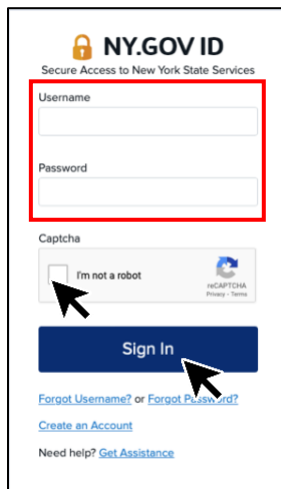 NY.GOV ID
Secure Access to New York State Services
Username
Password
Captcha
I'm not a robot
reCAPTCHA
Privacy - Terms
Sign In
Forgot Username? or Forgot Password?
Create an Account
Need help? Get Assistance